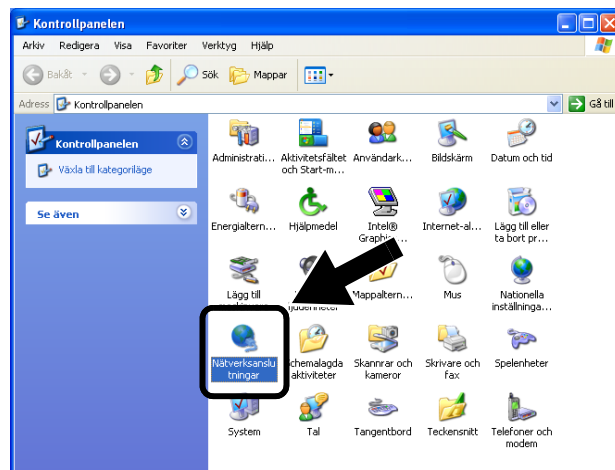 Kontrollpanelen
Arkiv Redigera Visa Favoriter Verktyg Hjälp
Bakåt Sök Mappar
Adress Kontrollpanelen Gå till
Kontrollpanelen
Växla till kategoriläge
Se även
Administrati... Aktivitetsfältet Användark... Bildskärm Datum och tid
och Start-m...
Energialtern... Hjälpmedel Intel® Internet-al... Lägg till eller
Graphic... ta bort pr...
Lägg till Mappaltern... Mus Nationella
inställninga...
Nätverksanslu Schemalagda Skannrar och Skrivare och Spelenheter
tningar aktiviteter kameror fax
System Tal Tangentbord Teckensnitt Telefoner och
modem